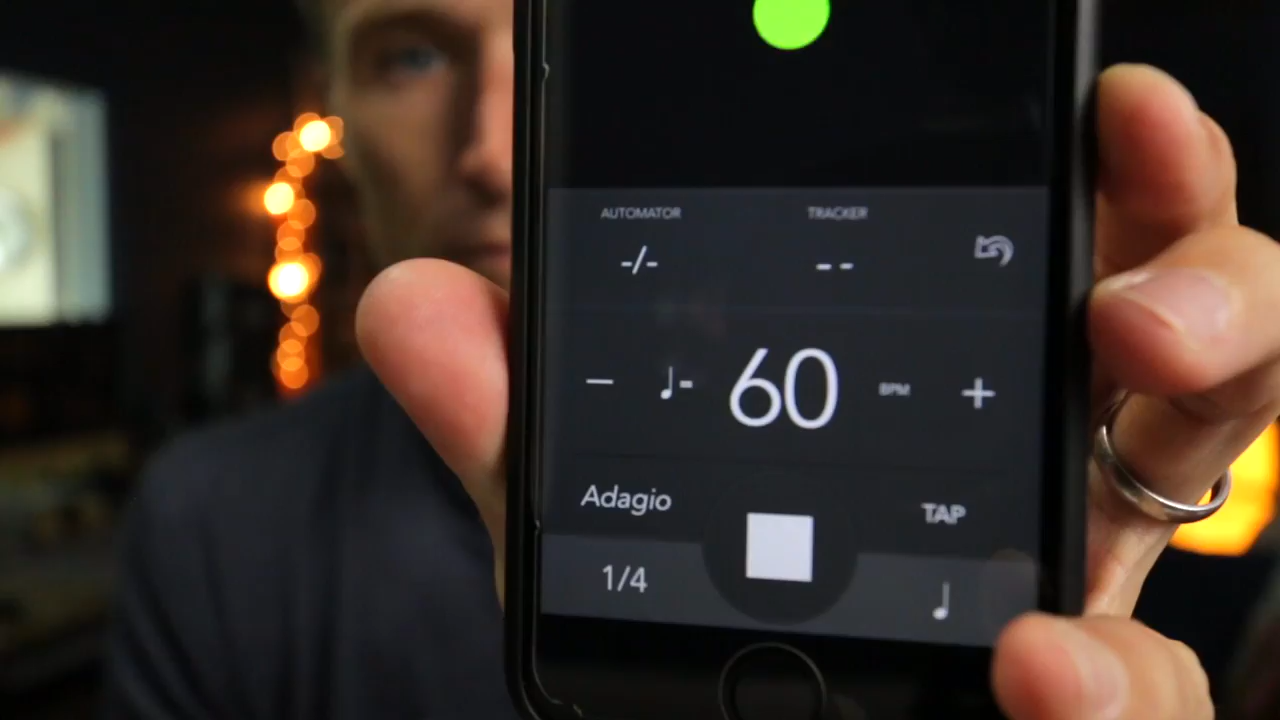 AUTOMATOR TRACKER
-/- --
− ♩- 60 BPM +
Adagio TAP
1/4 ♩